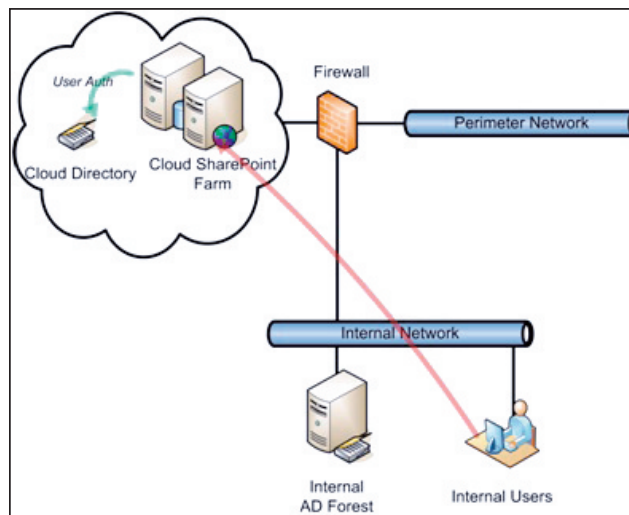 Firewall
User Auth
Perimeter Network
Cloud Directory
Cloud SharePoint
Farm
Internal Network
Internal
AD Forest
Internal Users